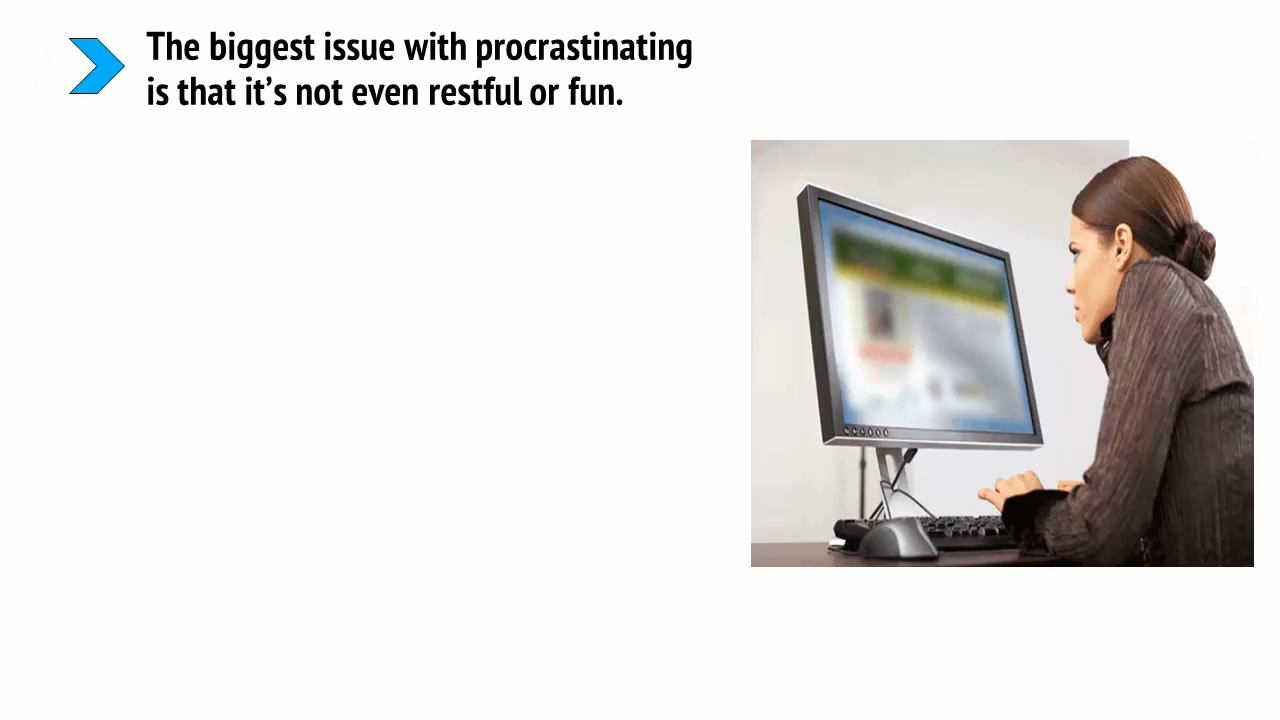 The biggest issue with procrastinating
is that it’s not even restful or fun.